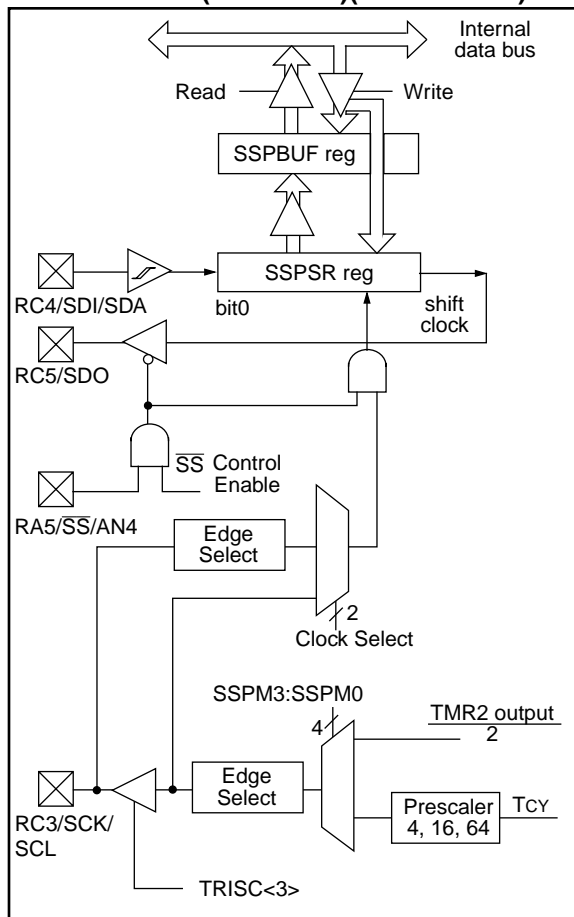 Internal
data bus
Read
Write
SSPBUF reg
SSPSR reg
RC4/SDI/SDA
bit0
shift
clock
RC5/SDO
SS Control
Enable
RA5/SS/AN4
Edge
Select
2
Clock Select
SSPM3:SSPM0
4
TMR2 output
2
Edge
Select
Prescaler
4, 16, 64
TCY
RC3/SCK/
SCL
TRISC<3>